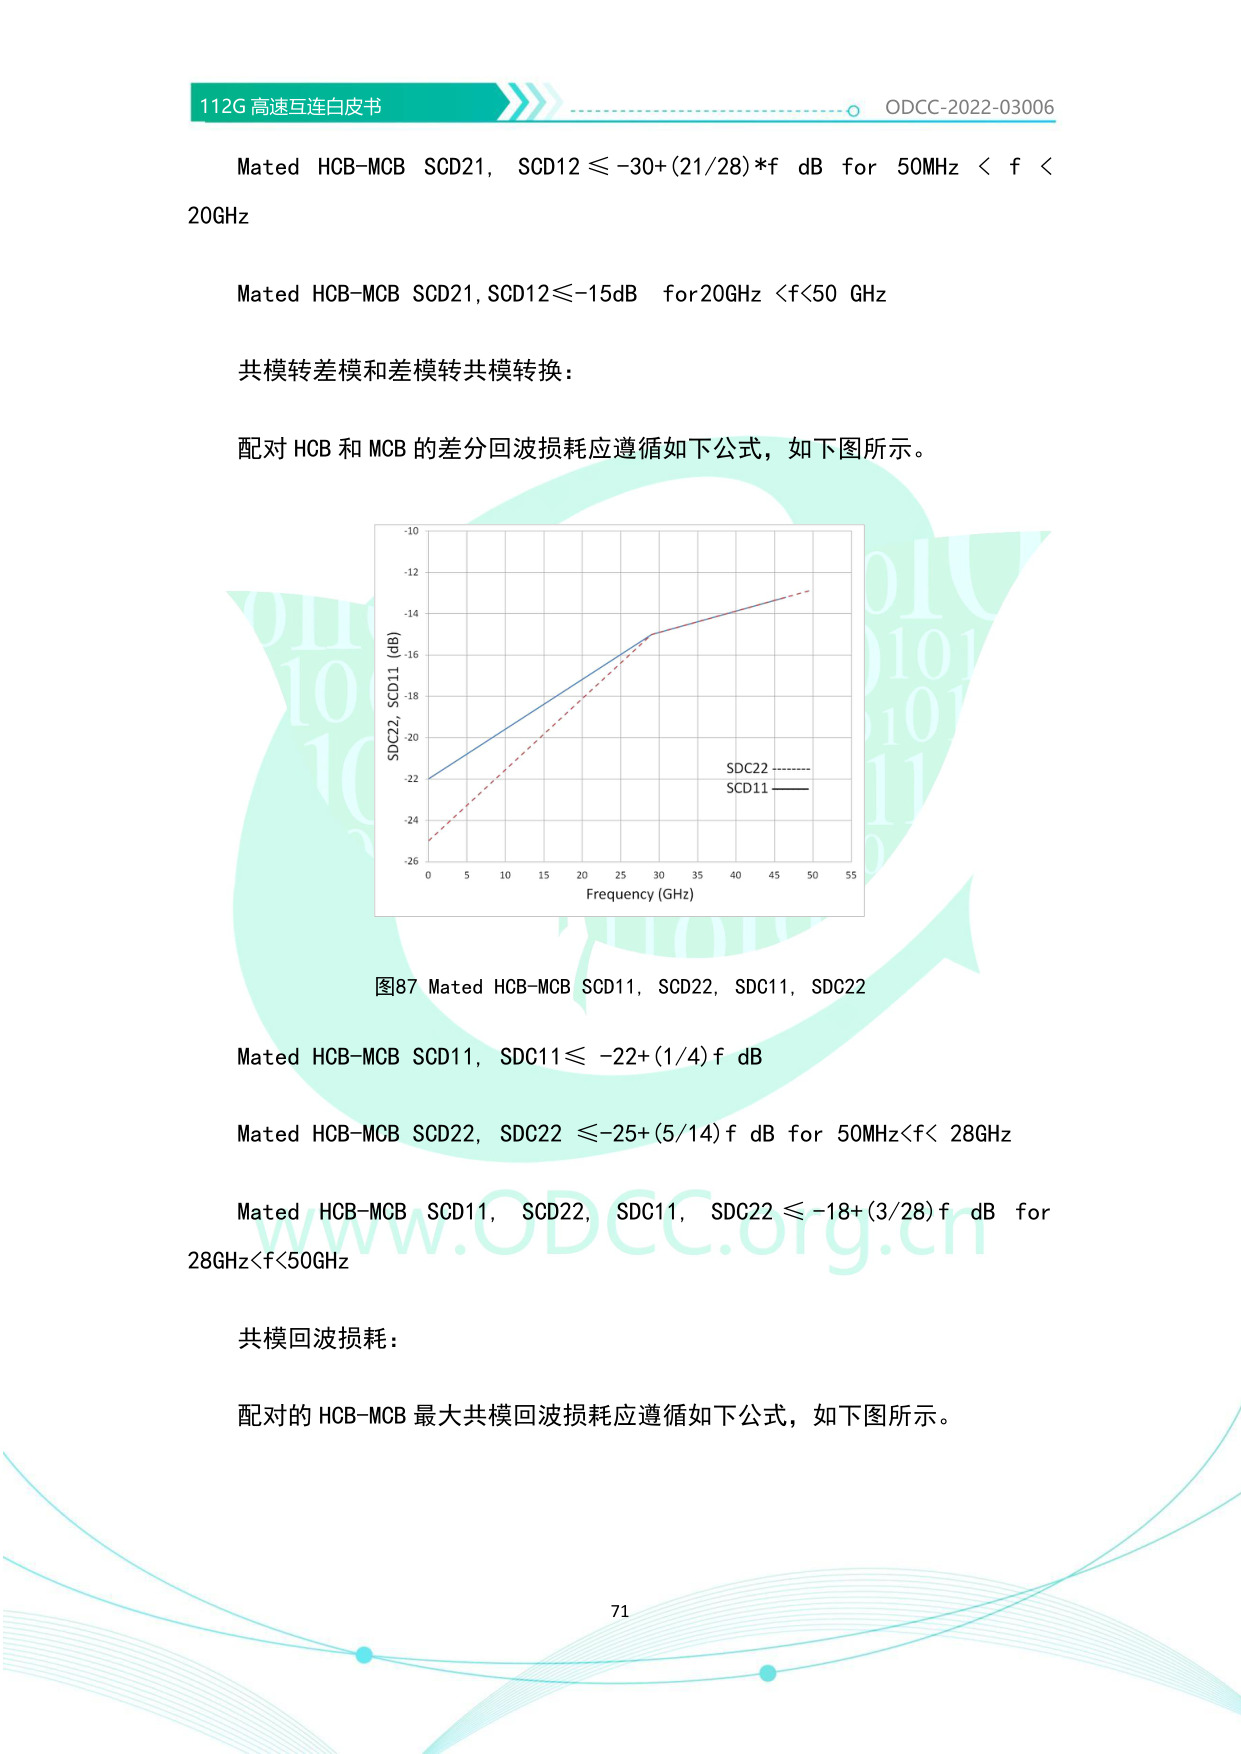 112G 高速互连白皮书
ODCC-2022-03006
Mated HCB-MCB SCD21, SCD12 ≤ -30+(21/28)*f dB for 50MHz < f <
20GHz
Mated HCB-MCB SCD21,SCD12≤-15dB for20GHz <f<50 GHz
共模转差模和差模转共模转换：
配对 HCB 和 MCB 的差分回波损耗应遵循如下公式，如下图所示。
SDC22, SCD11 (dB)
-10
-12
-14
-16
-18
-20
-22
-24
-26
SDC22
SCD11
0 5 10 15 20 25 30 35 40 45 50 55
Frequency (GHz)
图87 Mated HCB-MCB SCD11, SCD22, SDC11, SDC22
Mated HCB-MCB SCD11, SDC11≤ -22+(1/4)f dB
Mated HCB-MCB SCD22, SDC22 ≤-25+(5/14)f dB for 50MHz<f< 28GHz
Mated HCB-MCB SCD11, SCD22, SDC11, SDC22 ≤ -18+(3/28)f dB for
28GHz<f<50GHz
www.ODCC.org.cn
共模回波损耗：
配对的 HCB-MCB 最大共模回波损耗应遵循如下公式，如下图所示。
71